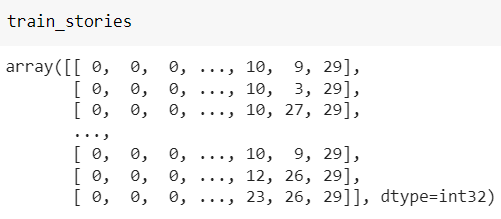 train_stories
array([[ 0,  0,  0, ..., 10,  9, 29],
       [ 0,  0,  0, ..., 10,  3, 29],
       [ 0,  0,  0, ..., 10, 27, 29],
       ...,
       [ 0,  0,  0, ..., 10,  9, 29],
       [ 0,  0,  0, ..., 12, 26, 29],
       [ 0,  0,  0, ..., 23, 26, 29]], dtype=int32)